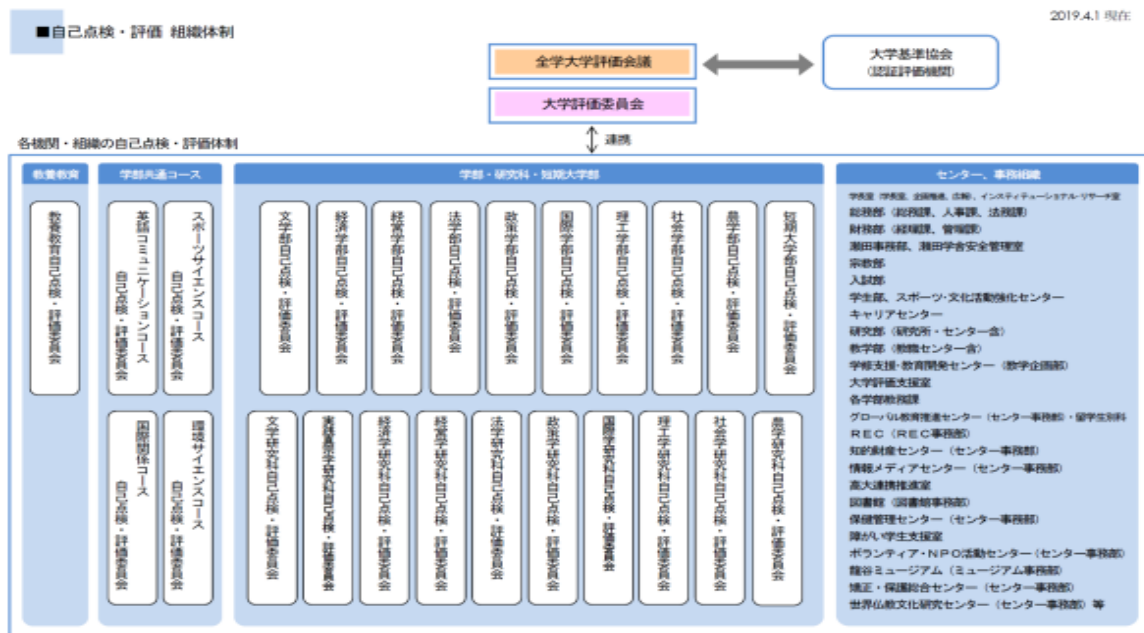 2019.4.1 現在
■自己点検・評価 組織体制
全学大学評価会議
大学基準協会
(認証評価機関)
大学評価委員会
連携
各機関・組織の自己点検・評価体制
教養教育
学部共通コース
学部・研究科・短期大学部
センター、事務組織
教養教育自己点検・評価委員会
英語コミュニケーションコース
自己点検・評価委員会
スポーツサイエンスコース
自己点検・評価委員会
文学部自己点検・評価委員会
経済学部自己点検・評価委員会
経営学部自己点検・評価委員会
法学部自己点検・評価委員会
政策学部自己点検・評価委員会
国際学部自己点検・評価委員会
理工学部自己点検・評価委員会
社会学部自己点検・評価委員会
農学部自己点検・評価委員会
短期大学部自己点検・評価委員会
国際関係コース
自己点検・評価委員会
環境サイエンスコース
自己点検・評価委員会
文学研究科自己点検・評価委員会
実践真宗学研究科自己点検・評価委員会
経済学研究科自己点検・評価委員会
経営学研究科自己点検・評価委員会
法学研究科自己点検・評価委員会
政策学研究科自己点検・評価委員会
国際学研究科自己点検・評価委員会
理工学研究科自己点検・評価委員会
社会学研究科自己点検・評価委員会
農学研究科自己点検・評価委員会
学長室（学長室、企画推進、広報）、インスティテューショナル・リサーチ室
総務部（総務課、人事課、法務課）
財務部（経理課、管理課）
瀬田事務部、瀬田学舎安全管理室
宗教部
入試部
学生部、スポーツ・文化活動強化センター
キャリアセンター
研究部（研究所・センター含）
教学部（教職センター含）
学修支援・教育開発センター（教学企画部）
大学評価支援室
各学部教務課
グローバル教育推進センター（センター事務部）・留学生別科
ＲＥＣ（ＲＥＣ事務部）
知的財産センター（センター事務部）
情報メディアセンター（センター事務部）
高大連携推進室
図書館（図書館事務部）
保健管理センター（センター事務部）
障がい学生支援室
ボランティア・ＮＰＯ活動センター（センター事務部）
龍谷ミュージアム（ミュージアム事務部）
矯正・保護総合センター（センター事務部）
世界仏教文化研究センター（センター事務部）等